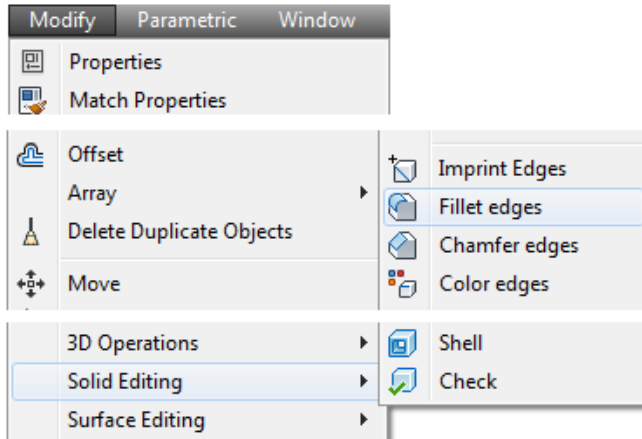 Modify Parametric Window
Properties
Match Properties
Offset
Array
Delete Duplicate Objects
Move
3D Operations
Solid Editing
Surface Editing
Imprint Edges
Fillet edges
Chamfer edges
Color edges
Shell
Check